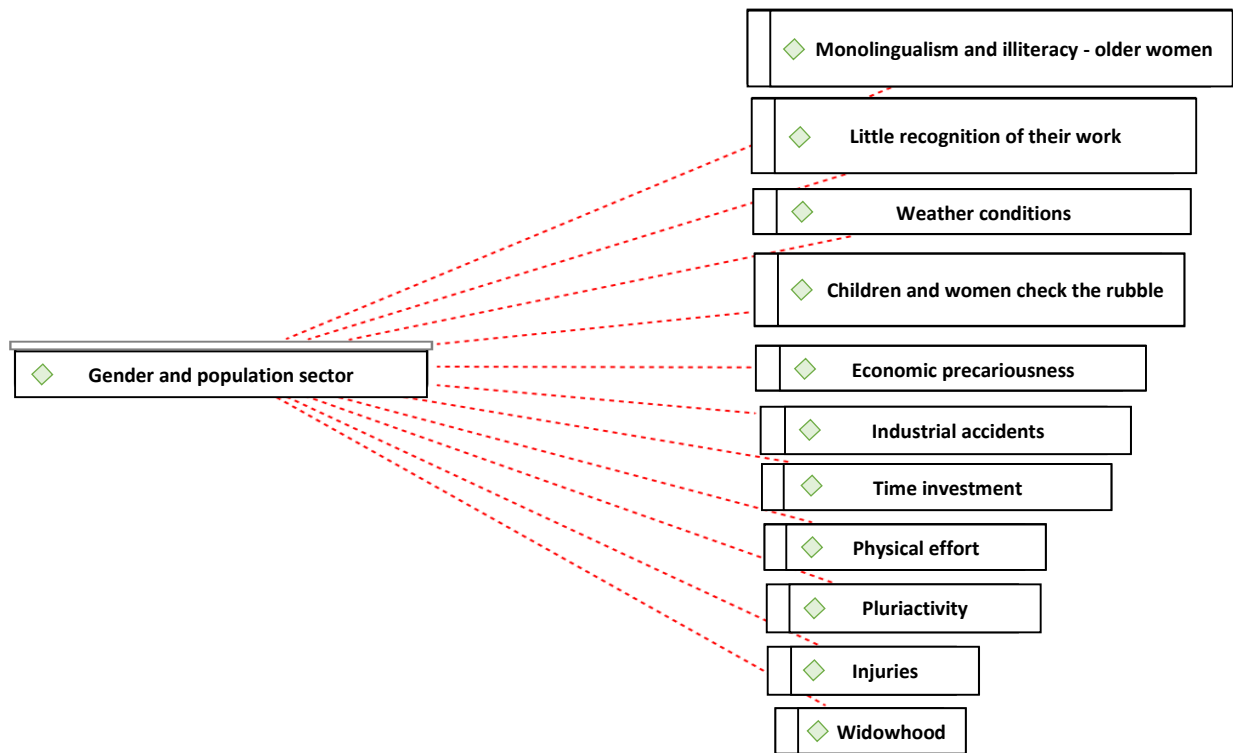 Monolingualism and illiteracy - older women
Little recognition of their work
Weather conditions
Children and women check the rubble
Gender and population sector
Economic precariousness
Industrial accidents
Time investment
Physical effort
Pluriactivity
Injuries
Widowhood